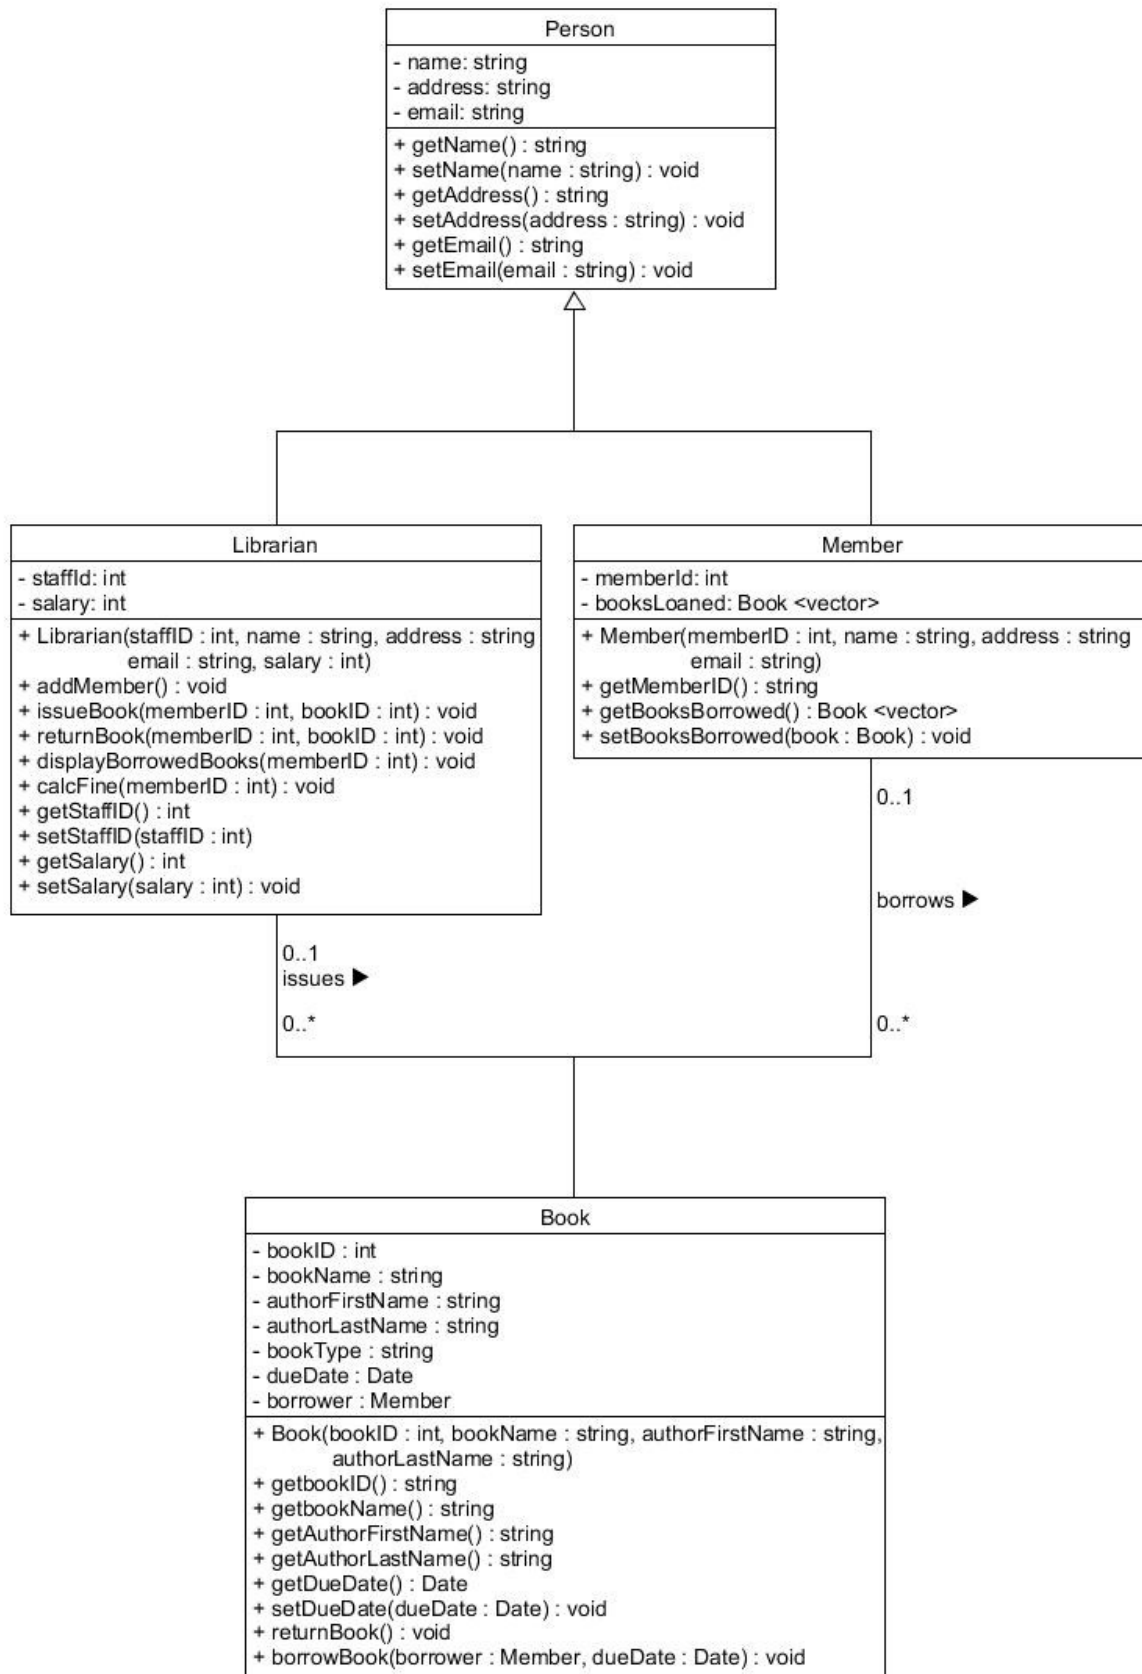 Person
- name: string
- address: string
- email: string
+ getName() : string
+ setName(name : string) : void
+ getAddress() : string
+ setAddress(address : string) : void
+ getEmail() : string
+ setEmail(email : string) : void
Librarian
- staffId: int
- salary: int
+ Librarian(staffID : int, name : string, address : string
email : string, salary : int)
+ addMember() : void
+ issueBook(memberID : int, bookID : int) : void
+ returnBook(memberID : int, bookID : int) : void
+ displayBorrowedBooks(memberID : int) : void
+ calcFine(memberID : int) : void
+ getStaffID() : int
+ setStaffID(staffID : int)
+ getSalary() : int
+ setSalary(salary : int) : void
Member
- memberId: int
- booksLoaned: Book <vector>
+ Member(memberID : int, name : string, address : string
email : string)
+ getMemberID() : string
+ getBooksBorrowed() : Book <vector>
+ setBooksBorrowed(book : Book) : void
0..1
issues ▶
0..*
0..1
borrows ▶
0..*
Book
- bookID : int
- bookName : string
- authorFirstName : string
- authorLastName : string
- bookType : string
- dueDate : Date
- borrower : Member
+ Book(bookID : int, bookName : string, authorFirstName : string,
authorLastName : string)
+ getbookID() : string
+ getbookName() : string
+ getAuthorFirstName() : string
+ getAuthorLastName() : string
+ getDueDate() : Date
+ setDueDate(dueDate : Date) : void
+ returnBook() : void
+ borrowBook(borrower : Member, dueDate : Date) : void